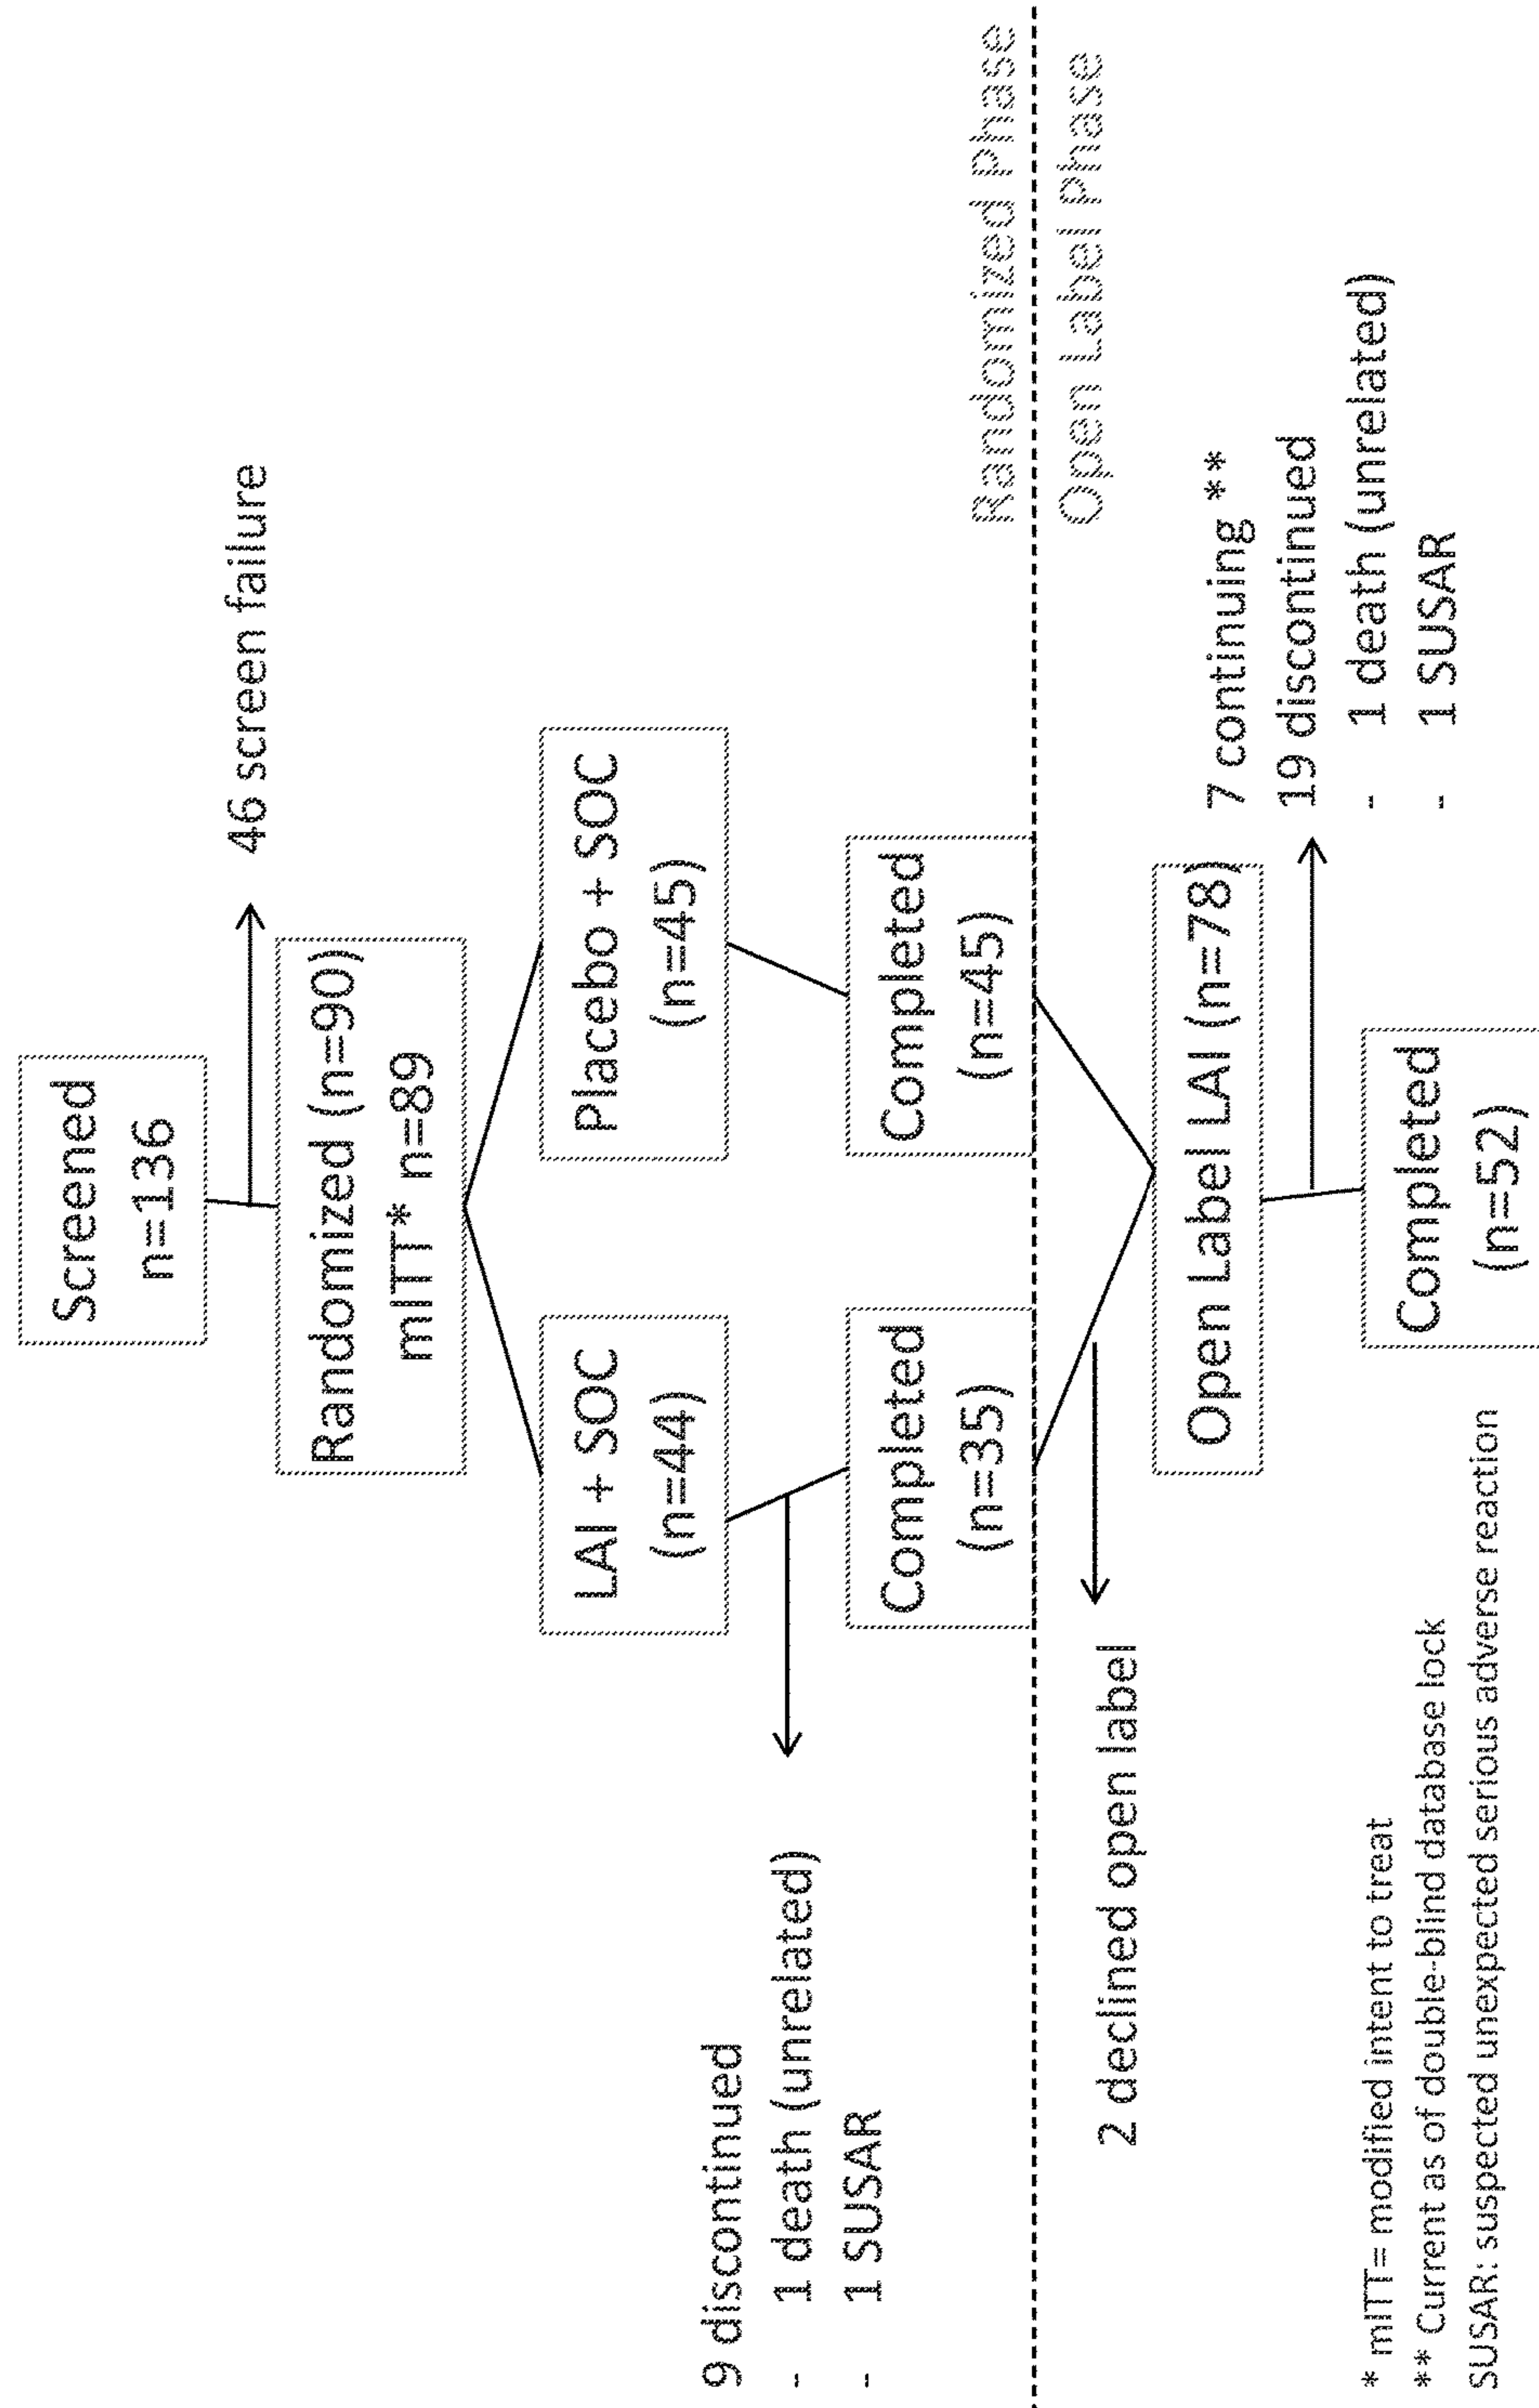 Screened
n=136
46 screen failure
Randomized (n=90)
mITT* n=89
LAI + SOC
(n=44)
Placebo + SOC
(n=45)
9 discontinued
- 1 death (unrelated)
- 1 SUSAR
Completed
(n=35)
Completed
(n=45)
Randomized Phase
Open Label Phase
2 declined open label
Open Label LAI (n=78)
7 continuing **
19 discontinued
- 1 death (unrelated)
- 1 SUSAR
Completed
(n=52)
* mITT= modified intent to treat
** Current as of double-blind database lock
SUSAR: suspected unexpected serious adverse reaction